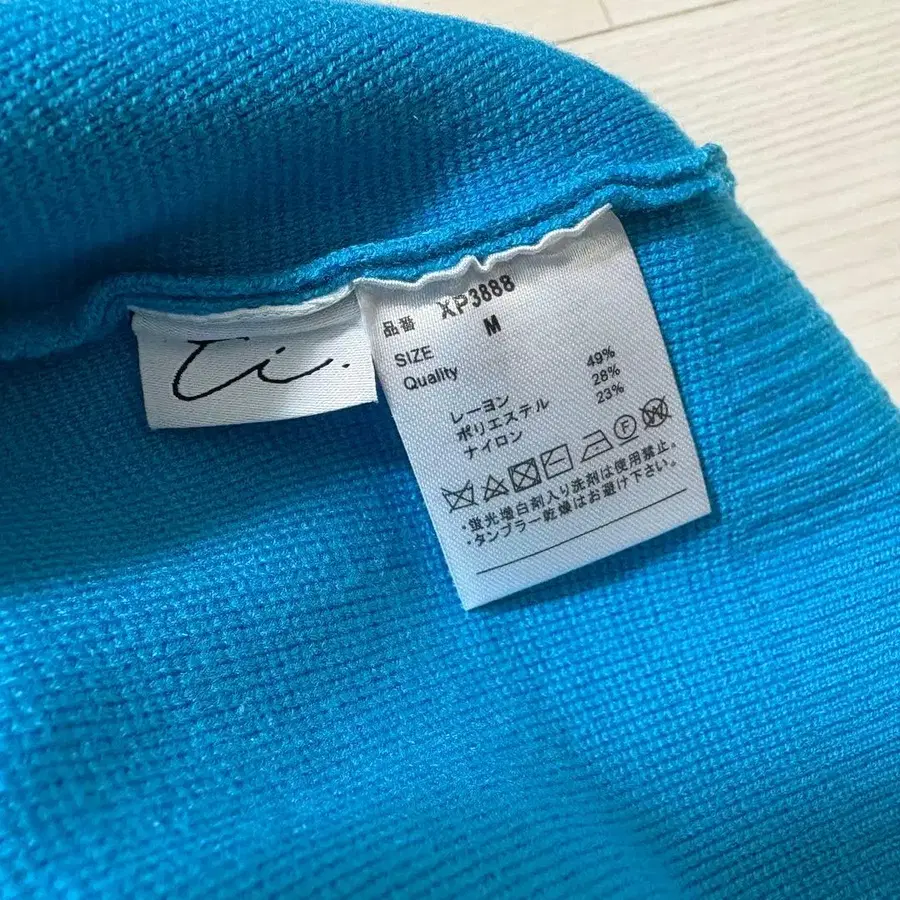 Ti.
品番 XP3888
SIZE M
Quality
レーヨン 49%
ポリエステル 28%
ナイロン 23%
F W
・蛍光増白剤入り洗剤は使用禁止。
・タンブラー乾燥はお避け下さい。